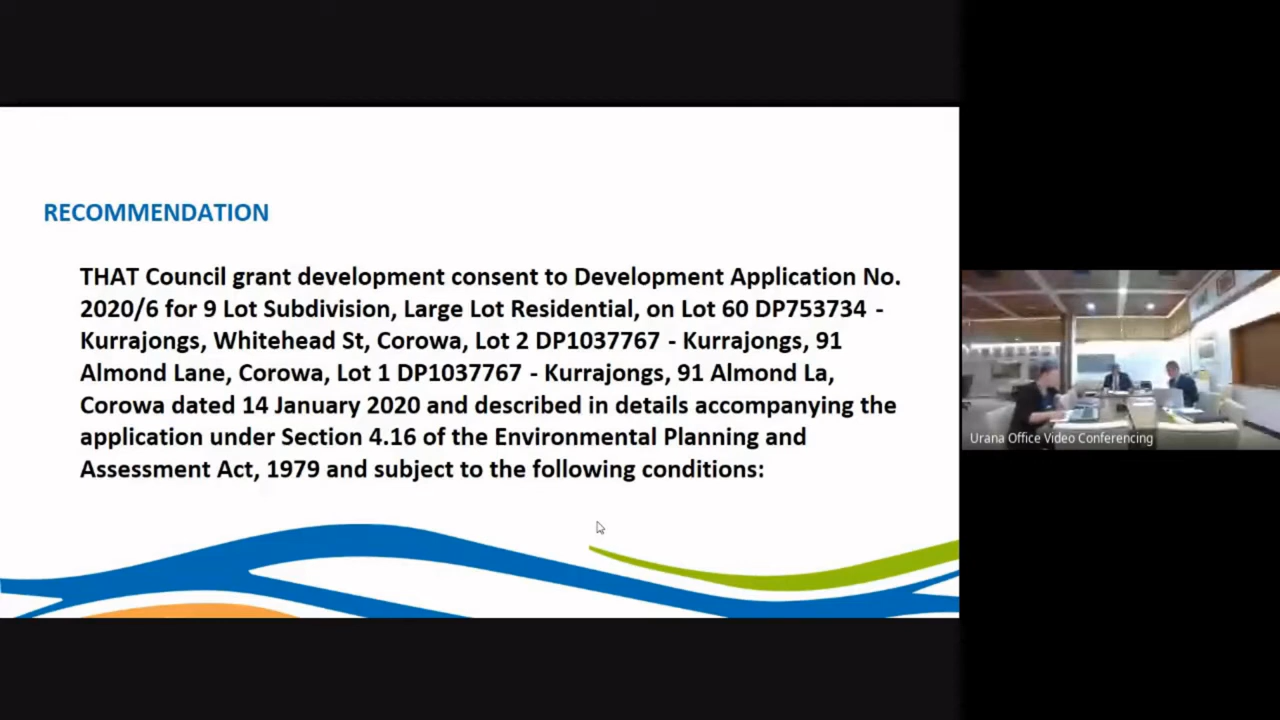 RECOMMENDATION
THAT Council grant development consent to Development Application No.
2020/6 for 9 Lot Subdivision, Large Lot Residential, on Lot 60 DP753734 -
Kurrajongs, Whitehead St, Corowa, Lot 2 DP1037767 - Kurrajongs, 91
Almond Lane, Corowa, Lot 1 DP1037767 - Kurrajongs, 91 Almond La,
Corowa dated 14 January 2020 and described in details accompanying the
application under Section 4.16 of the Environmental Planning and
Assessment Act, 1979 and subject to the following conditions:
Urana Office Video Conferencing